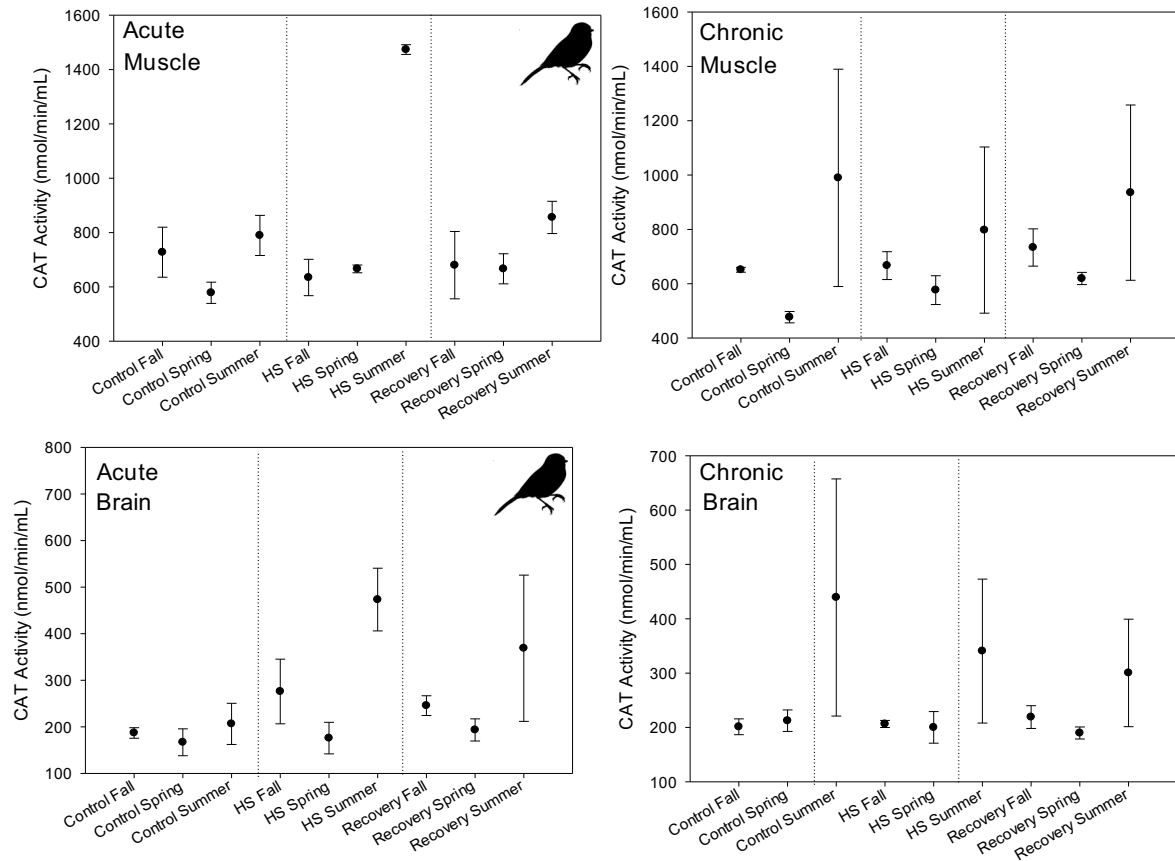 Acute
Muscle
CAT Activity (nmol/min/mL)
1600
1400
1200
1000
800
600
400
Control Fall
Control Spring
Control Summer
HS Fall
HS Spring
HS Summer
Recovery Fall
Recovery Spring
Recovery Summer
Chronic
Muscle
CAT Activity (nmol/min/mL)
1600
1400
1200
1000
800
600
400
Control Fall
Control Spring
Control Summer
HS Fall
HS Spring
HS Summer
Recovery Fall
Recovery Spring
Recovery Summer
Acute
Brain
CAT Activity (nmol/min/mL)
800
700
600
500
400
300
200
100
Control Fall
Control Spring
Control Summer
HS Fall
HS Spring
HS Summer
Recovery Fall
Recovery Spring
Recovery Summer
Chronic
Brain
CAT Activity (nmol/min/mL)
700
600
500
400
300
200
100
Control Fall
Control Spring
Control Summer
HS Fall
HS Spring
HS Summer
Recovery Fall
Recovery Spring
Recovery Summer